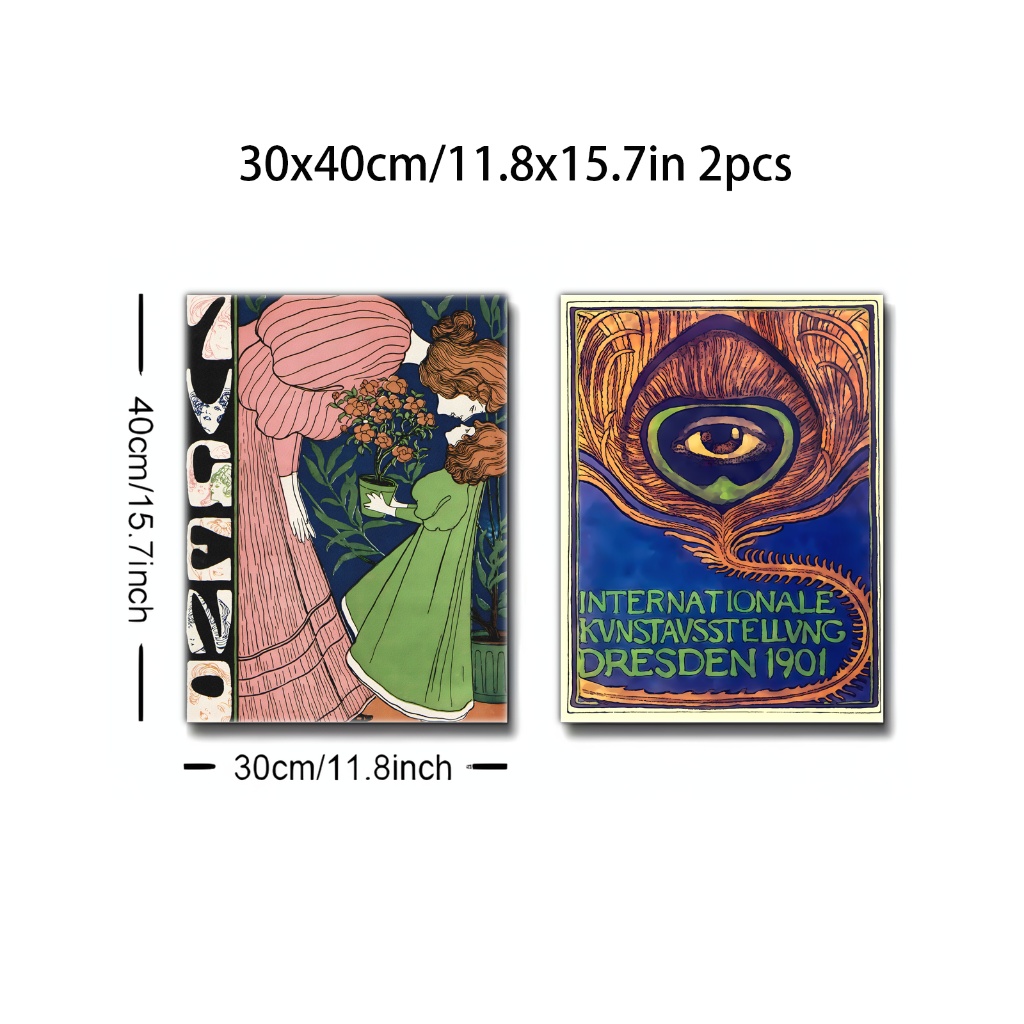 30x40cm/11.8x15.7in 2pcs
40cm/15.7inch
INTERNATIONALE
KVNSTAVSSTELLVNG
DRESDEN 1901
30cm/11.8inch